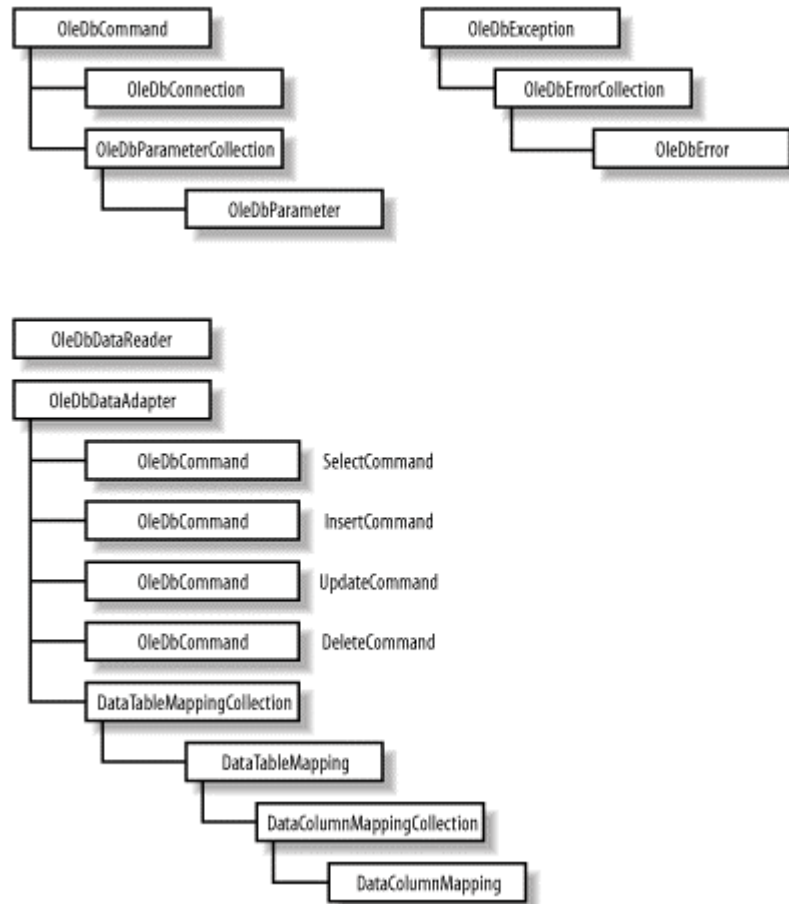 OleDbCommand
OleDbConnection
OleDbParameterCollection
OleDbParameter
OleDbException
OleDbErrorCollection
OleDbError
OleDbDataReader
OleDbDataAdapter
OleDbCommand SelectCommand
OleDbCommand InsertCommand
OleDbCommand UpdateCommand
OleDbCommand DeleteCommand
DataTableMappingCollection
DataTableMapping
DataColumnMappingCollection
DataColumnMapping